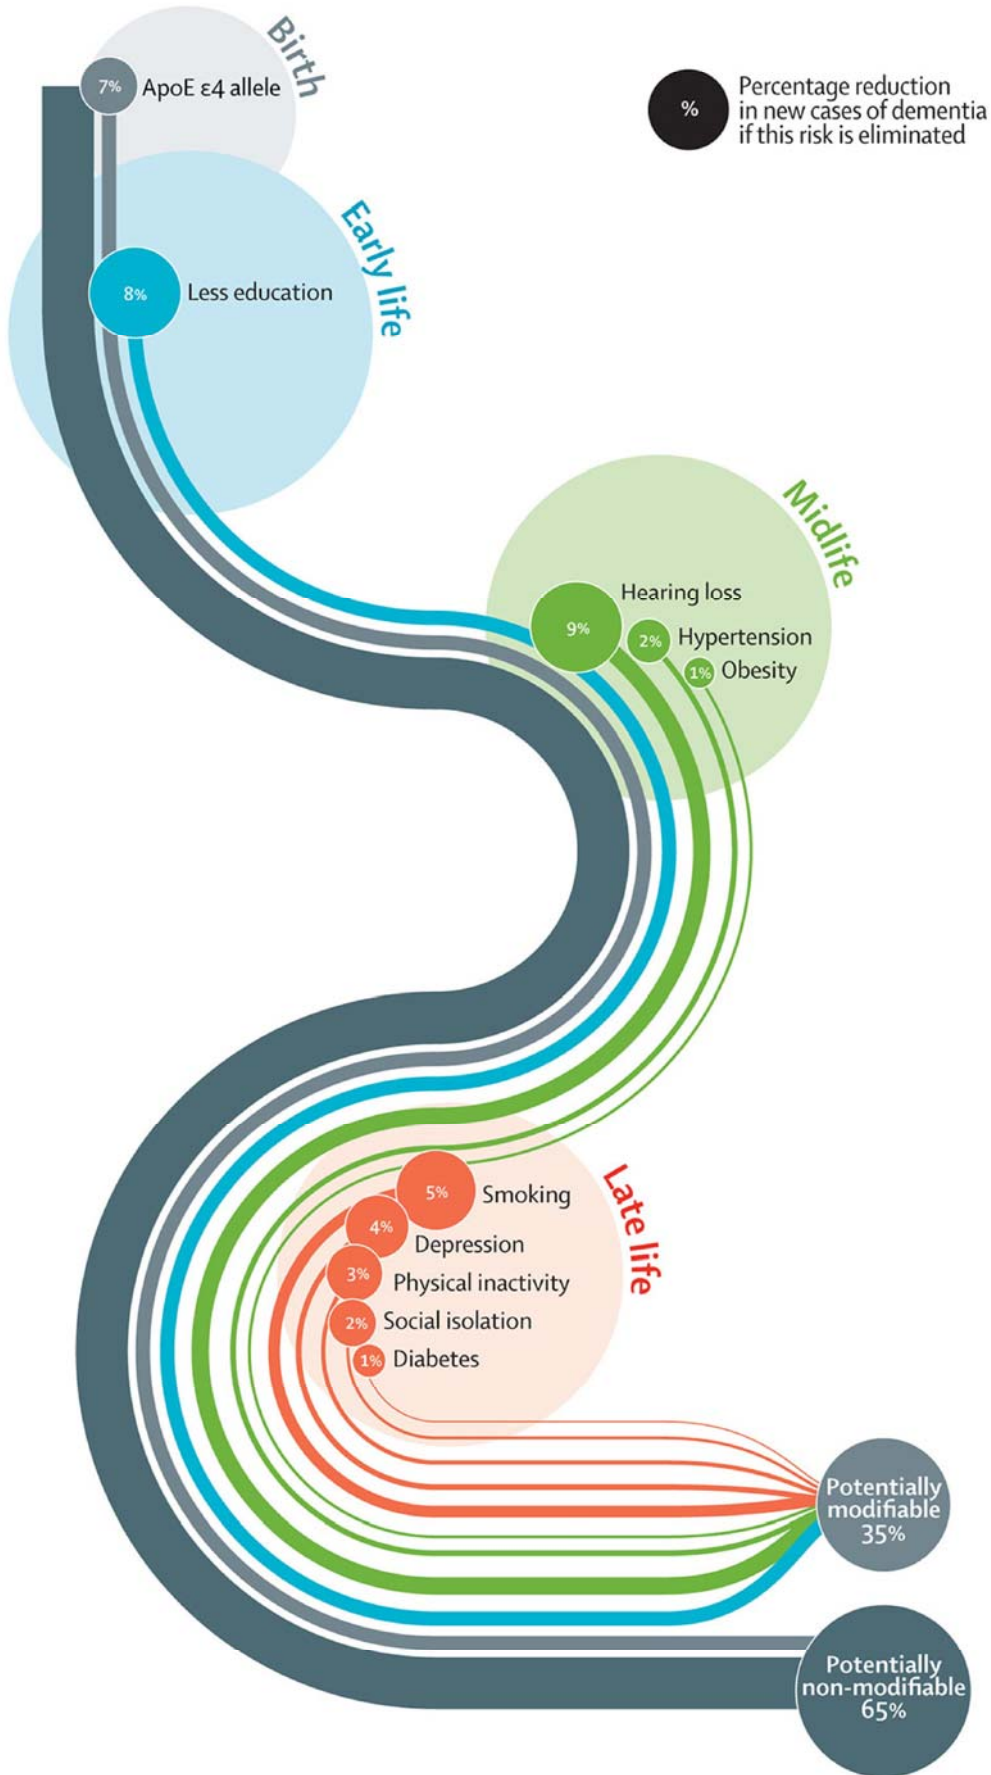 Birth
7%
ApoE ε4 allele
%
Percentage reduction
in new cases of dementia
if this risk is eliminated
Early life
8%
Less education
Midlife
Hearing loss
9%
2%
Hypertension
1%
Obesity
Late life
5%
Smoking
4%
Depression
3%
Physical inactivity
2%
Social isolation
1%
Diabetes
Potentially
modifiable
35%
Potentially
non-modifiable
65%